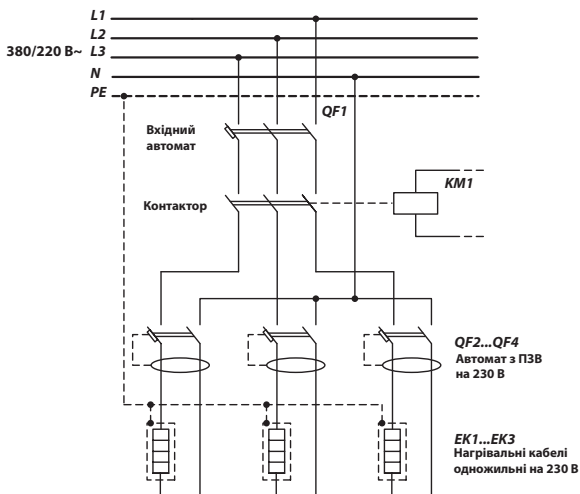 L1
L2
380/220 В~ L3
N
PE
QF1
Вхідний
автомат
KM1
Контактор
QF2...QF4
Автомат з ПЗВ
на 230 В
EK1...EK3
Нагрівальні кабелі
одножильні на 230 В